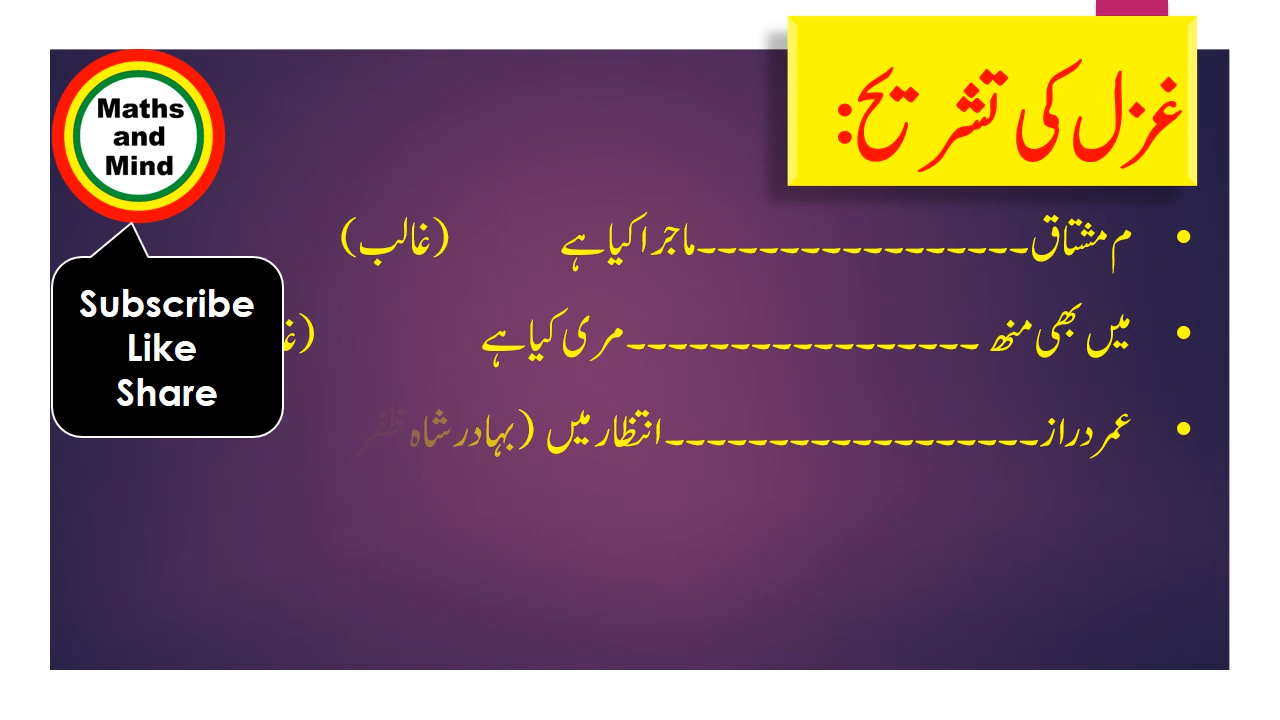 غزل کی تشریح:
Maths
and
Mind
م مشتاق۔۔۔۔۔۔۔۔۔۔۔۔۔۔۔۔ماجرا کیا ہے (غالب)
Subscribe
Like
Share
میں بھی منھ ۔۔۔۔۔۔۔۔۔۔۔۔۔۔۔۔۔مری کیا ہے (غ
عمر دراز۔۔۔۔۔۔۔۔۔۔۔۔۔۔۔۔۔۔انتظار میں (بہادر شاہ ظفر